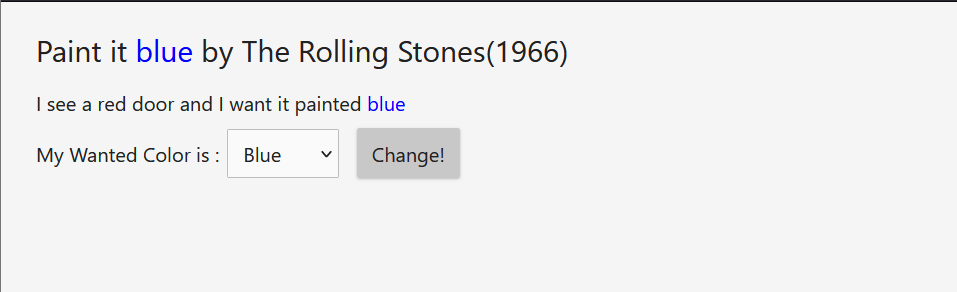 Paint it blue by The Rolling Stones(1966)
I see a red door and I want it painted blue
My Wanted Color is : Blue Change!